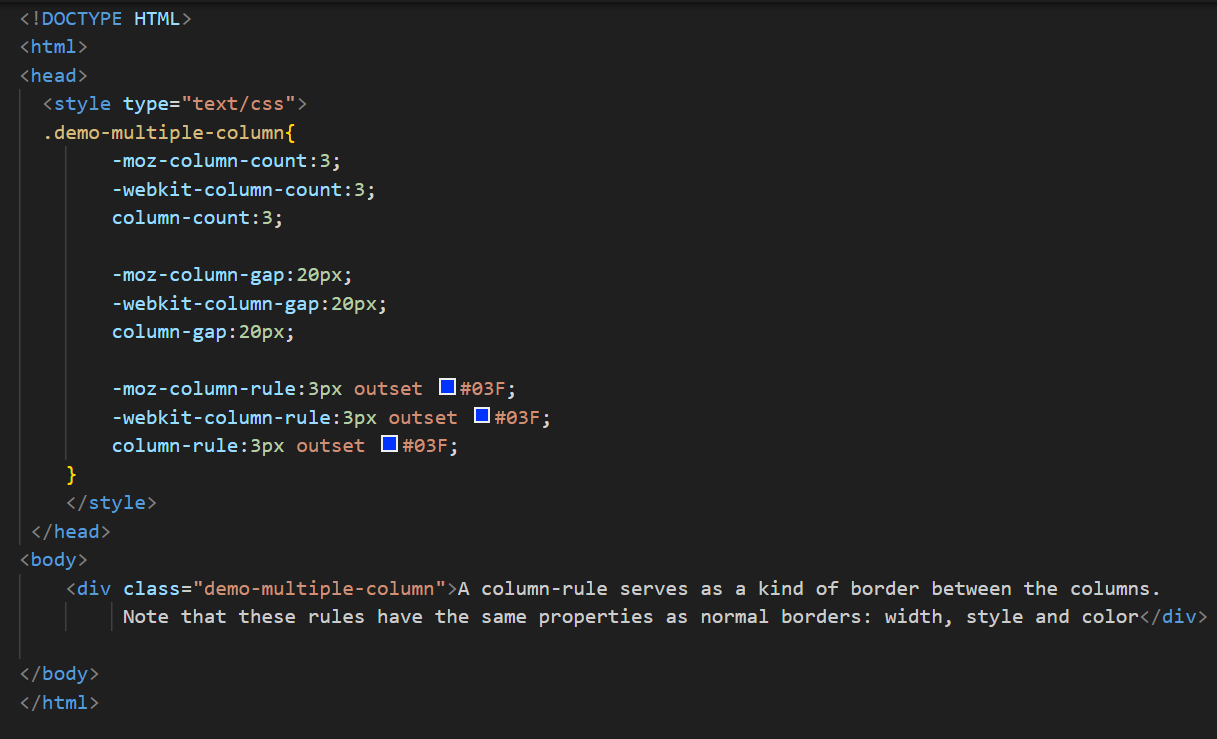 <!DOCTYPE HTML>
<html>
<head>
<style type="text/css">
.demo-multiple-column{
-moz-column-count:3;
-webkit-column-count:3;
column-count:3;
-moz-column-gap:20px;
-webkit-column-gap:20px;
column-gap:20px;
-moz-column-rule:3px outset #03F;
-webkit-column-rule:3px outset #03F;
column-rule:3px outset #03F;
}
</style>
</head>
<body>
<div class="demo-multiple-column">A column-rule serves as a kind of border between the columns.
Note that these rules have the same properties as normal borders: width, style and color</div>
</body>
</html>